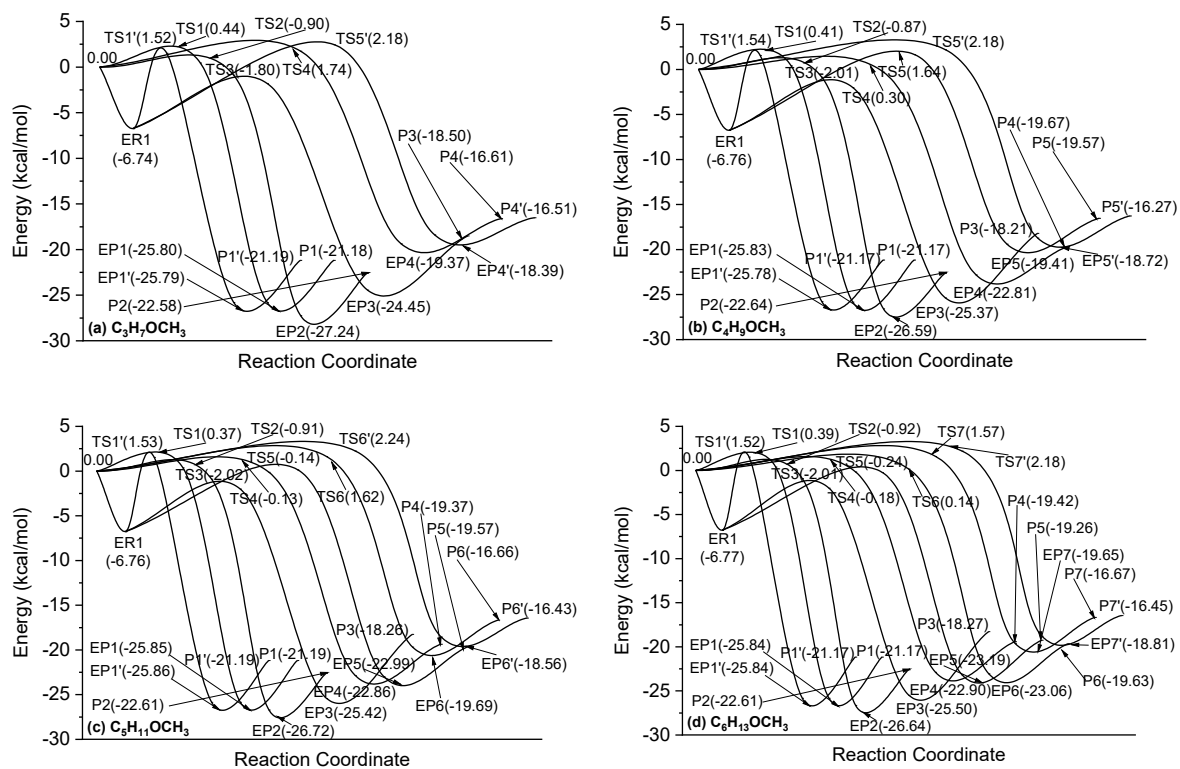 5
0
-5
-10
-15
-20
-25
-30
Energy (kcal/mol)
Reaction Coordinate
0.00
TS1'(1.52)
TS1(0.44)
TS2(-0.90)
TS5'(2.18)
TS3(-1.80)
TS4(1.74)
ER1
(-6.74)
P3(-18.50)
P4(-16.61)
P4'(-16.51)
EP1(-25.80)
P1'(-21.19)
P1(-21.18)
EP4(-19.37)
EP4'(-18.39)
EP1'(-25.79)
P2(-22.58)
EP3(-24.45)
EP2(-27.24)
(a) C3H7OCH3
5
0
-5
-10
-15
-20
-25
-30
Energy (kcal/mol)
Reaction Coordinate
0.00
TS1'(1.54)
TS1(0.41)
TS2(-0.87)
TS5'(2.18)
TS3(-2.01)
TS5(1.64)
TS4(0.30)
ER1
(-6.76)
P4(-19.67)
P5(-19.57)
P5'(-16.27)
P3(-18.21)
EP1(-25.83)
P1'(-21.17)
P1(-21.17)
EP5(-19.41)
EP5'(-18.72)
EP1'(-25.78)
P2(-22.64)
EP4(-22.81)
EP3(-25.37)
EP2(-26.59)
(b) C4H9OCH3
5
0
-5
-10
-15
-20
-25
-30
Energy (kcal/mol)
Reaction Coordinate
0.00
TS1'(1.53)
TS1(0.37)
TS2(-0.91)
TS6'(2.24)
TS3(-2.02)
TS5(-0.14)
TS4(-0.13)
TS6(1.62)
ER1
(-6.76)
P4(-19.37)
P5(-19.57)
P6(-16.66)
P6'(-16.43)
P3(-18.26)
EP1(-25.85)
P1'(-21.19)
P1(-21.19)
EP5(-22.99)
EP6'(-18.56)
EP1'(-25.86)
P2(-22.61)
EP4(-22.86)
EP6(-19.69)
EP3(-25.42)
EP2(-26.72)
(c) C5H11OCH3
5
0
-5
-10
-15
-20
-25
-30
Energy (kcal/mol)
Reaction Coordinate
0.00
TS1'(1.52)
TS1(0.39)
TS2(-0.92)
TS7(1.57)
TS7'(2.18)
TS3(-2.01)
TS5(-0.24)
TS4(-0.18)
TS6(0.14)
ER1
(-6.77)
P4(-19.42)
P5(-19.26)
EP7(-19.65)
P7(-16.67)
P7'(-16.45)
P3(-18.27)
EP1(-25.84)
P1'(-21.17)
P1(-21.17)
EP7'(-18.81)
EP1'(-25.84)
EP5(-23.19)
P2(-22.61)
EP4(-22.90)
EP6(-23.06)
P6(-19.63)
EP3(-25.50)
EP2(-26.64)
(d) C6H13OCH3